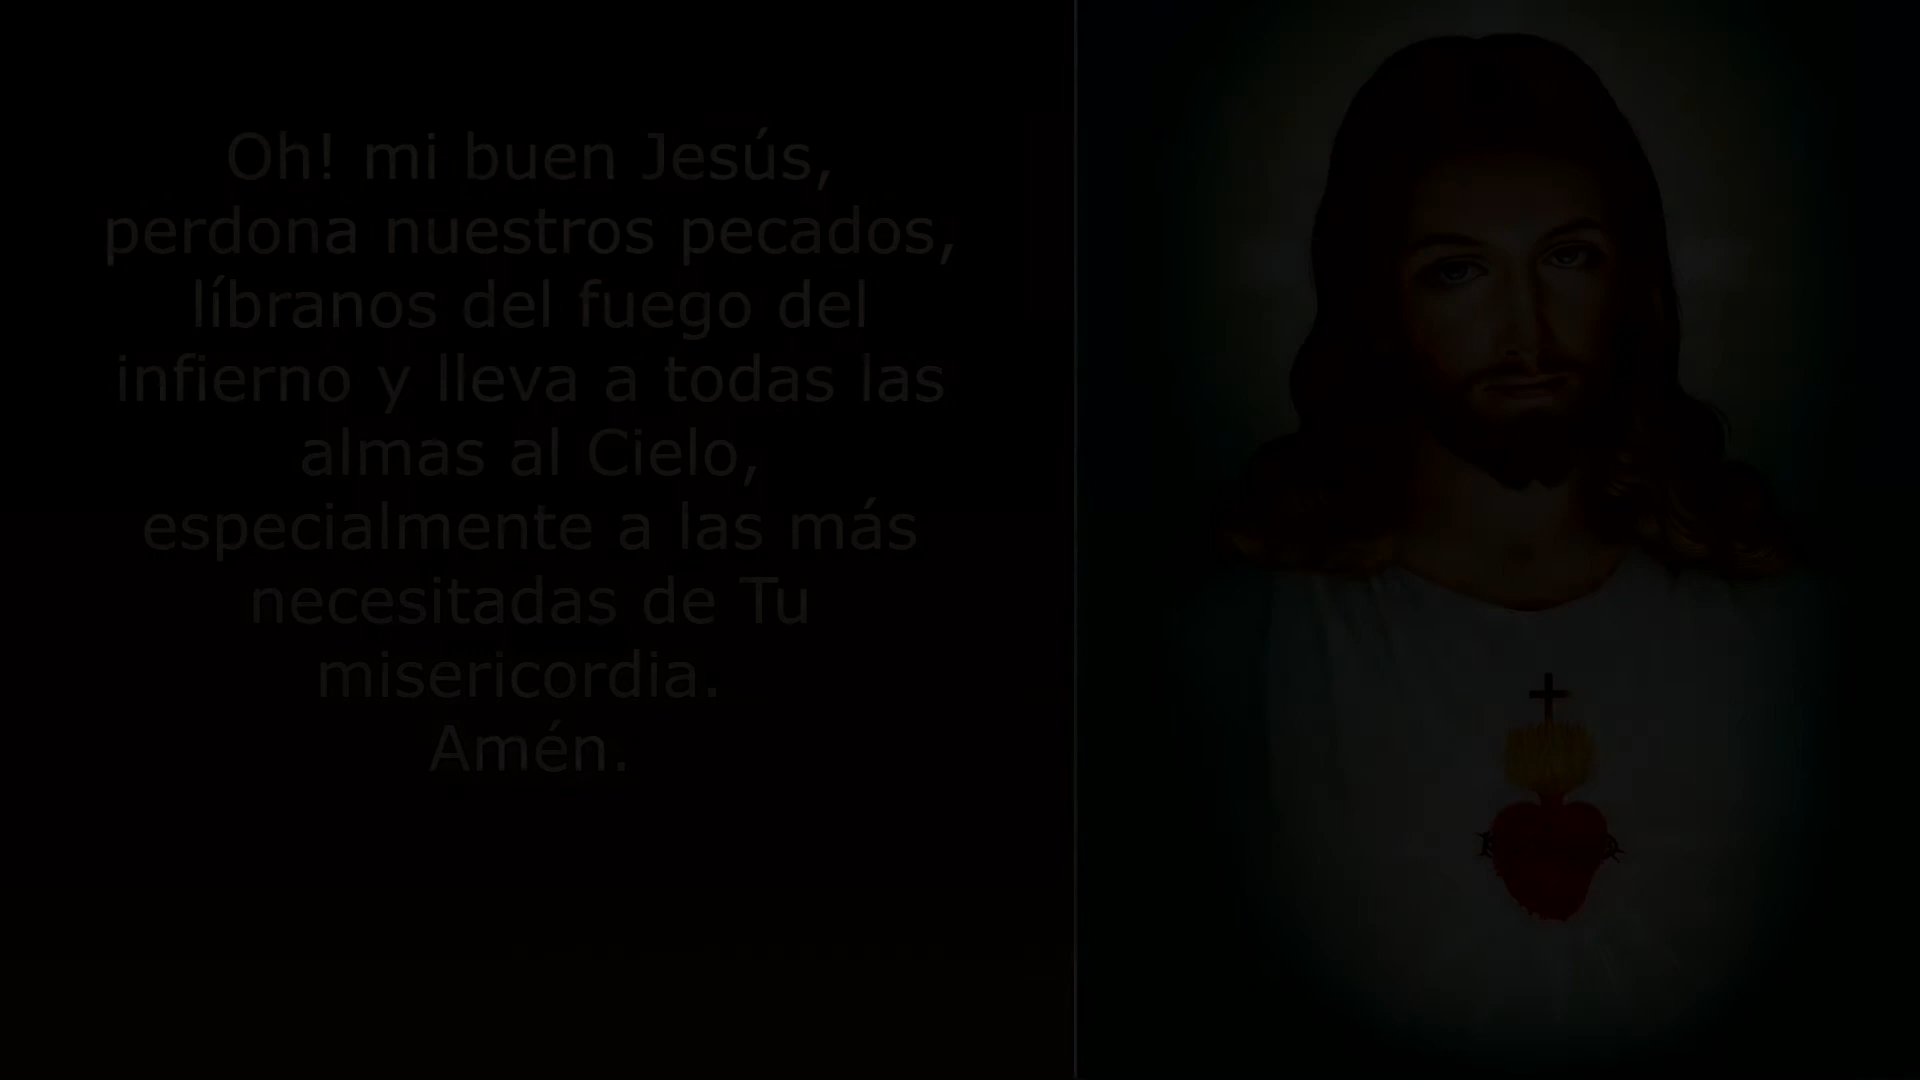 Oh! mi buen Jesús,
perdona nuestros pecados,
líbranos del fuego del
infierno y lleva a todas las
almas al Cielo,
especialmente a las más
necesitadas de Tu
misericordia.
Amén.